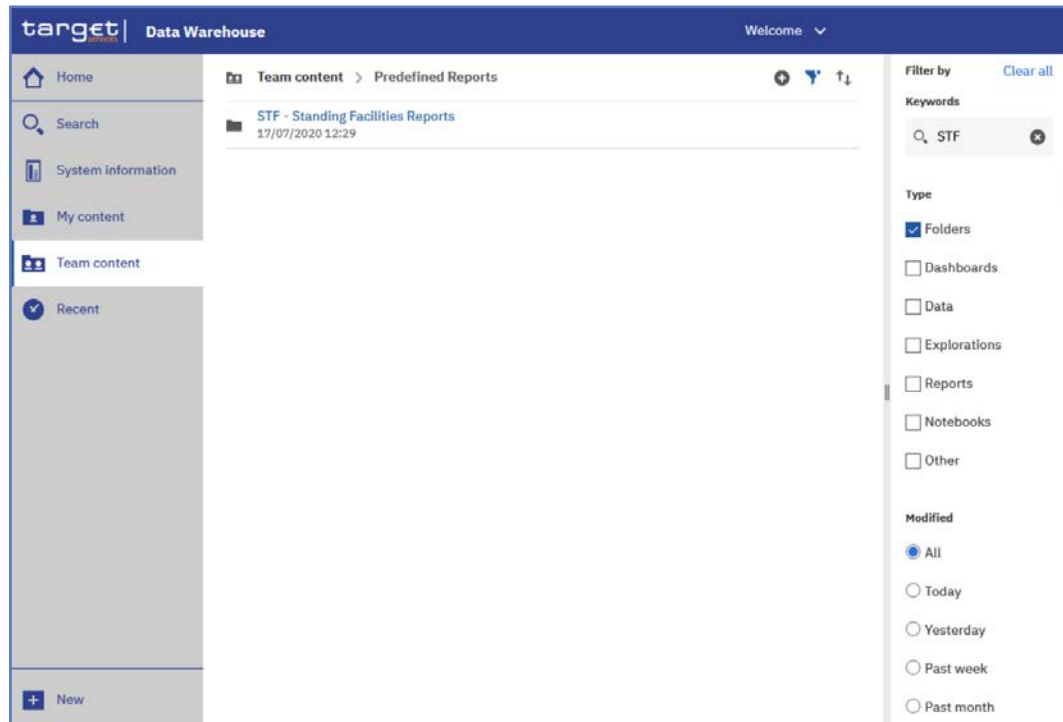 target| Data Warehouse Welcome
services
Home
Search
System information
My content
Team content
Recent
New
Team content > Predefined Reports
STF - Standing Facilities Reports
17/07/2020 12:29
Filter by Clear all
Keywords
STF
Type
Folders
Dashboards
Data
Explorations
Reports
Notebooks
Other
Modified
All
Today
Yesterday
Past week
Past month